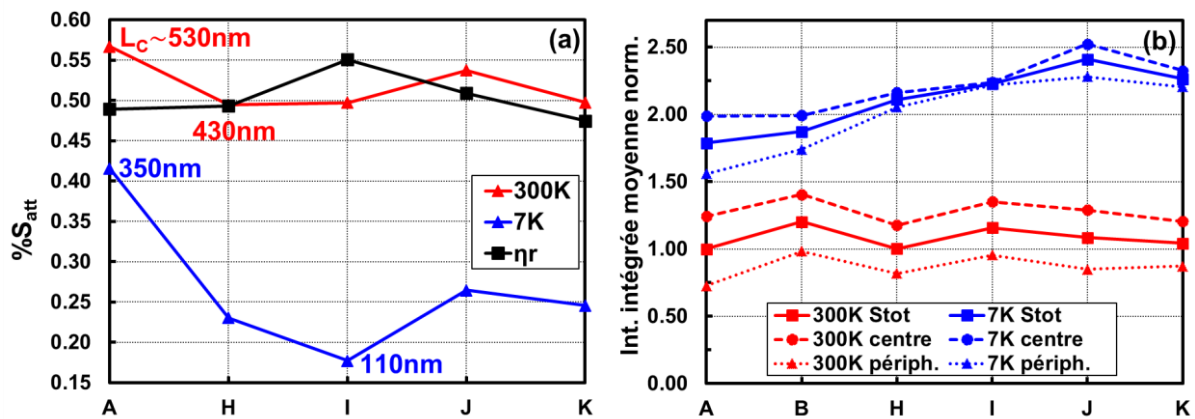 0.60
0.55
0.50
0.45
0.40
0.35
0.30
0.25
0.20
0.15
%S_att
L_C~530nm
(a)
430nm
350nm
110nm
300K
7K
ηr
A H I J K
2.50
2.00
1.50
1.00
0.50
0.00
Int. intégrée moyenne norm.
(b)
300K Stot 7K Stot
300K centre 7K centre
300K périph. 7K périph.
A B H I J K